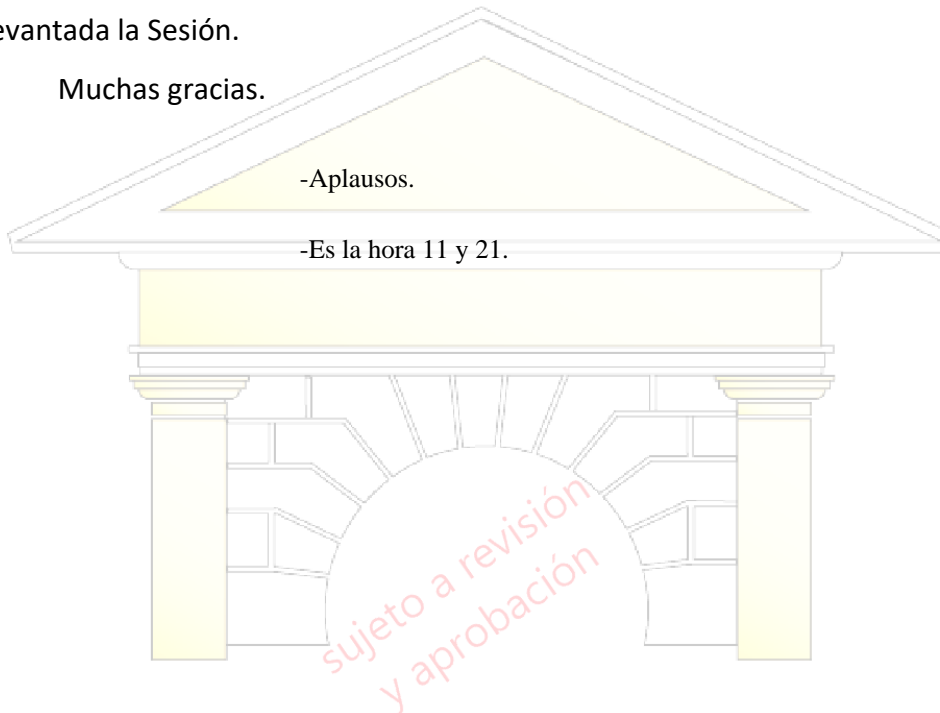 evantada la Sesión.
Muchas gracias.
-Aplausos.
-Es la hora 11 y 21.
sujeto a revisión
y aprobación